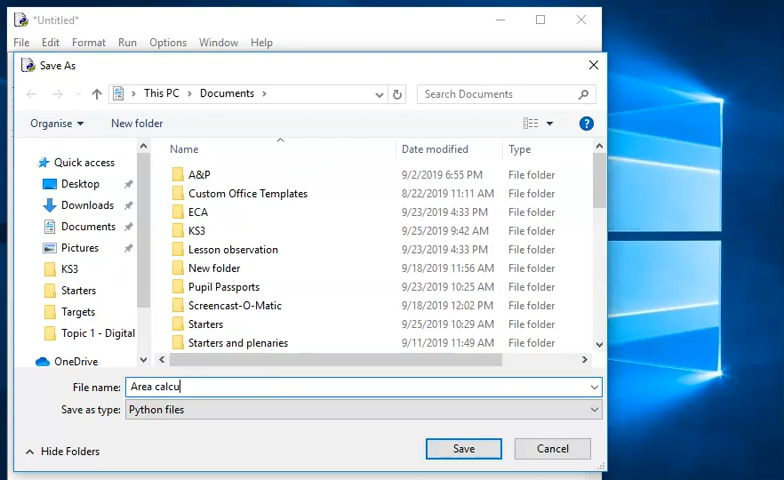 *Untitled*
File Edit Format Run Options Window Help
Save As
This PC Documents Search Documents
Organise New folder
Name Date modified Type
Quick access
Desktop
Downloads
Documents
Pictures
KS3
Starters
Targets
Topic 1 - Digital
OneDrive
A&P 9/2/2019 6:55 PM File folder
Custom Office Templates 8/22/2019 11:11 AM File folder
ECA 9/23/2019 4:33 PM File folder
KS3 9/25/2019 9:42 AM File folder
Lesson observation 9/23/2019 4:33 PM File folder
New folder 9/18/2019 11:56 AM File folder
Pupil Passports 9/23/2019 10:25 AM File folder
Screencast-O-Matic 9/18/2019 12:02 PM File folder
Starters 9/25/2019 10:29 AM File folder
Starters and plenaries 9/11/2019 11:49 AM File folder
File name: Area calcu
Save as type: Python files
Hide Folders Save Cancel